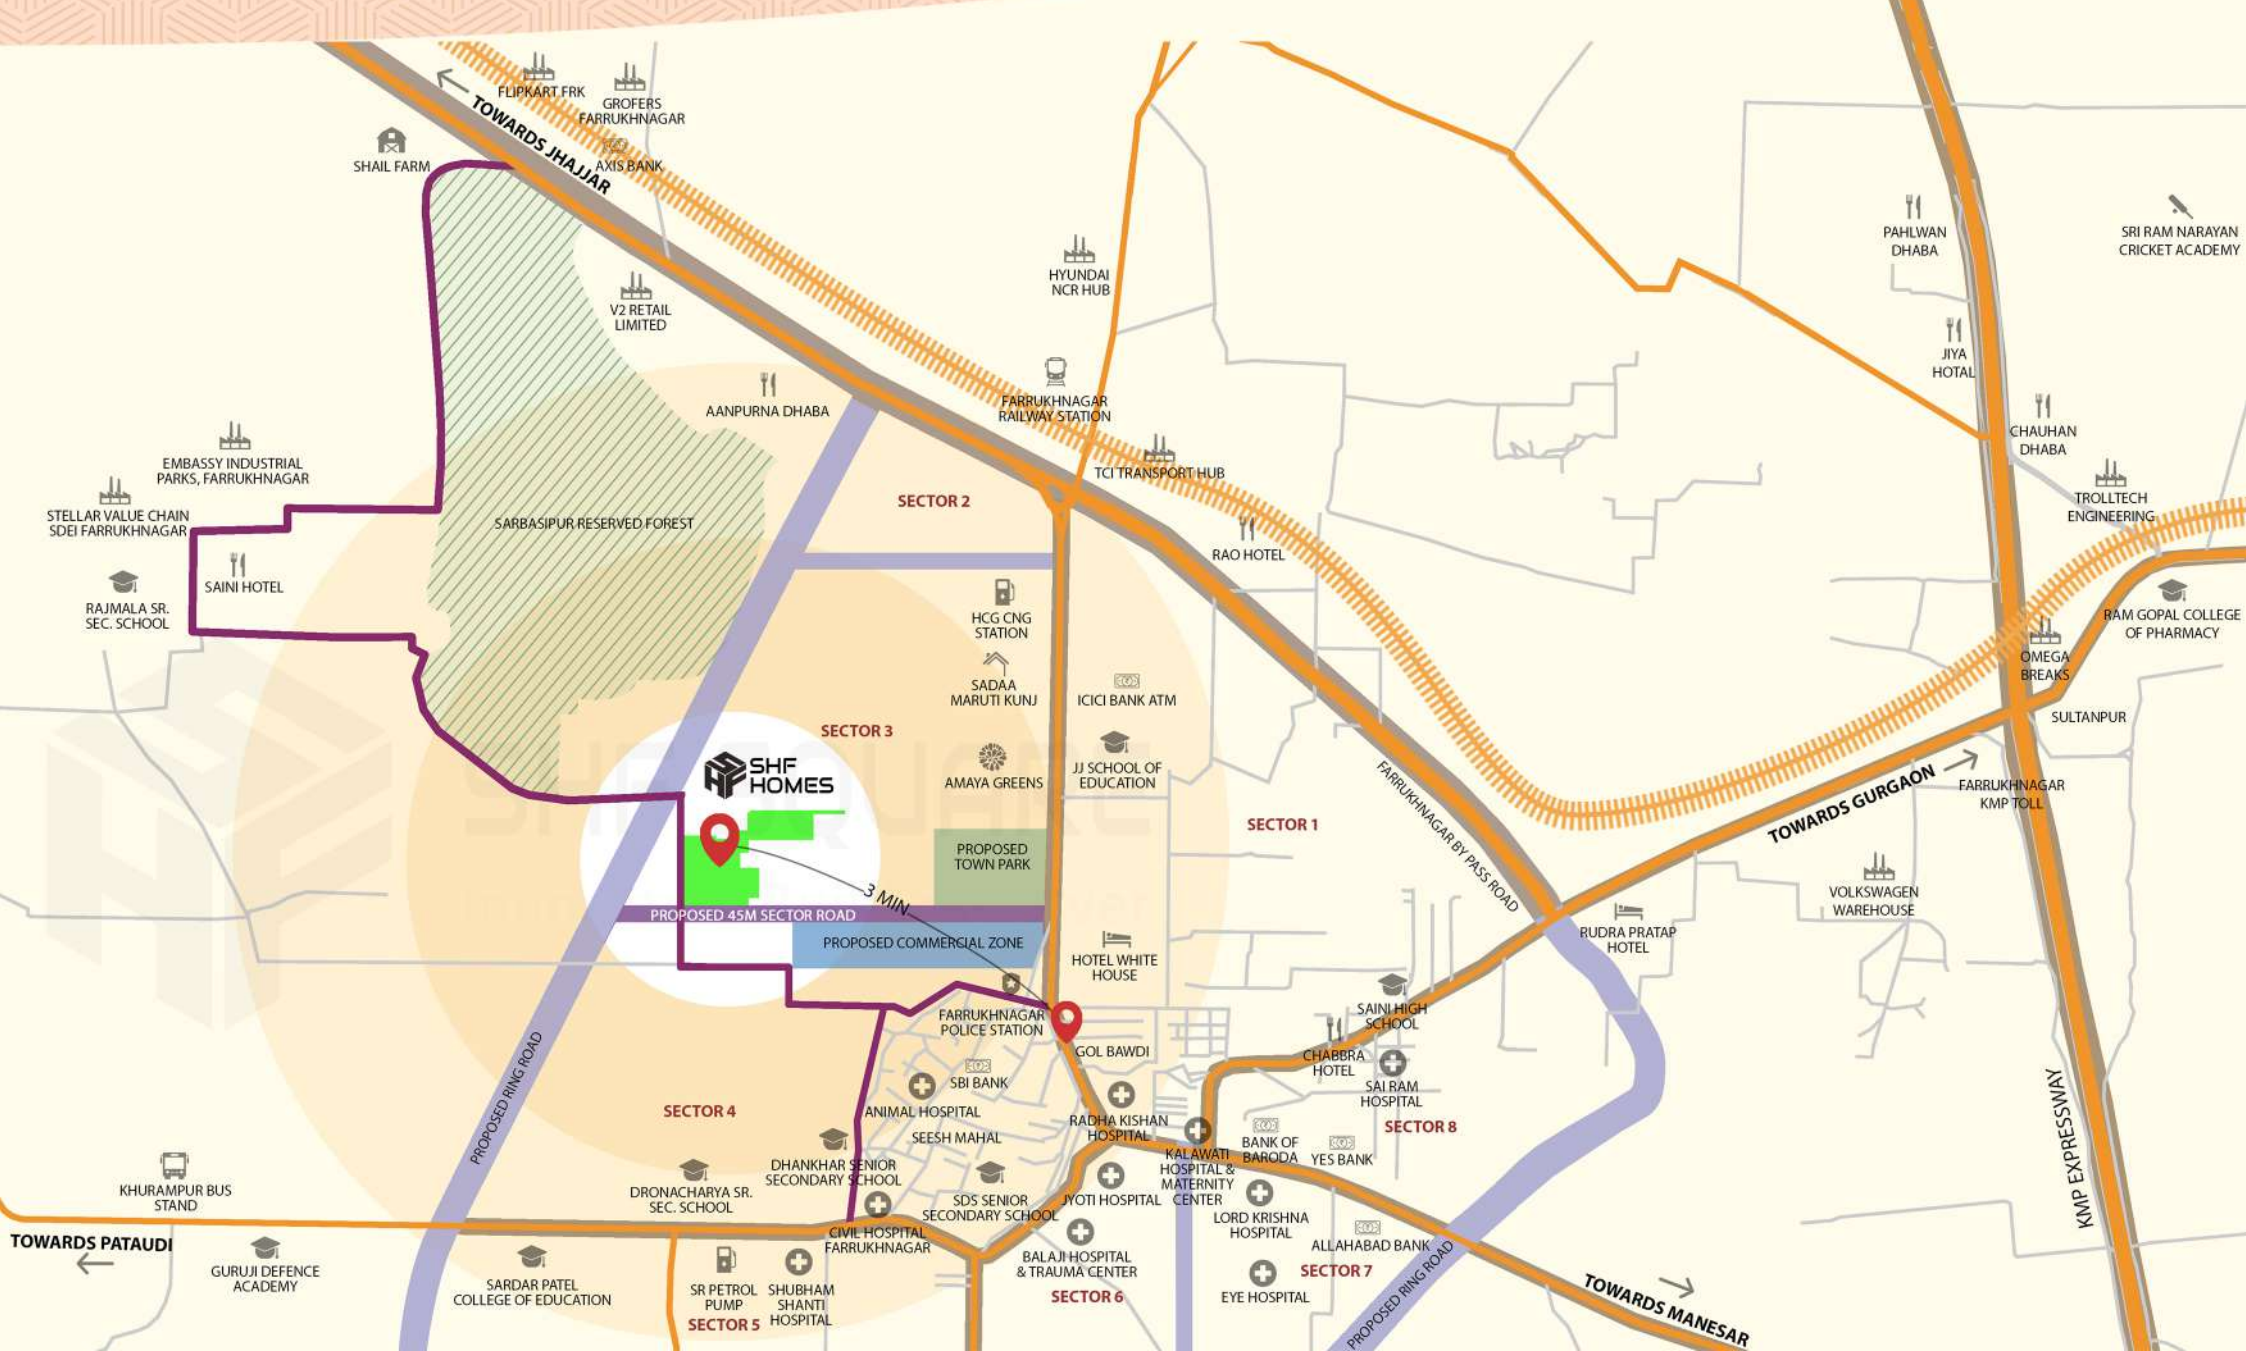 FLIPKART FRK
GROFERS
FARRUKHNAGAR
TOWARDS JHAJJAR
AXIS BANK
SHAIL FARM
PAHLWAN
DHABA
SRI RAM NARAYAN
CRICKET ACADEMY
HYUNDAI
NCR HUB
V2 RETAIL
LIMITED
JIYA
HOTAL
AANPURNA DHABA
FARRUKHNAGAR
RAILWAY STATION
CHAUHAN
DHABA
EMBASSY INDUSTRIAL
PARKS, FARRUKHNAGAR
TCI TRANSPORT HUB
SECTOR 2
TROLLTECH
ENGINEERING
STELLAR VALUE CHAIN
SDEI FARRUKHNAGAR
SARBASIPUR RESERVED FOREST
RAO HOTEL
SAINI HOTEL
RAJMALA SR.
SEC. SCHOOL
HCG CNG
STATION
RAM GOPAL COLLEGE
OF PHARMACY
OMEGA
BREAKS
SADAA
MARUTI KUNJ
ICICI BANK ATM
SULTANPUR
SECTOR 3
SHF
HOMES
AMAYA GREENS
JJ SCHOOL OF
EDUCATION
FARRUKHNAGAR BY PASS ROAD
TOWARDS GURGAON
FARRUKHNAGAR
KMP TOLL
SECTOR 1
PROPOSED
TOWN PARK
3 MIN
VOLKSWAGEN
WAREHOUSE
PROPOSED 45M SECTOR ROAD
PROPOSED COMMERCIAL ZONE
RUDRA PRATAP
HOTEL
HOTEL WHITE
HOUSE
FARRUKHNAGAR
POLICE STATION
SAINI HIGH
SCHOOL
GOL BAWDI
CHABBRA
HOTEL
PROPOSED RING ROAD
SBI BANK
SAI RAM
HOSPITAL
SECTOR 4
ANIMAL HOSPITAL
RADHA KISHAN
HOSPITAL
SECTOR 8
KMP EXPRESSWAY
SEESH MAHAL
BANK OF
BARODA
YES BANK
KALAWATI
HOSPITAL &
MATERNITY
CENTER
DHANKHAR SENIOR
SECONDARY SCHOOL
KHURAMPUR BUS
STAND
DRONACHARYA SR.
SEC. SCHOOL
SDS SENIOR
SECONDARY SCHOOL
JYOTI HOSPITAL
LORD KRISHNA
HOSPITAL
TOWARDS PATAUDI
CIVIL HOSPITAL
FARRUKHNAGAR
ALLAHABAD BANK
GURUJI DEFENCE
ACADEMY
SARDAR PATEL
COLLEGE OF EDUCATION
BALAJI HOSPITAL
& TRAUMA CENTER
SECTOR 7
SR PETROL
PUMP
SHUBHAM
SHANTI
HOSPITAL
SECTOR 6
EYE HOSPITAL
PROPOSED RING ROAD
TOWARDS MANESAR
SECTOR 5